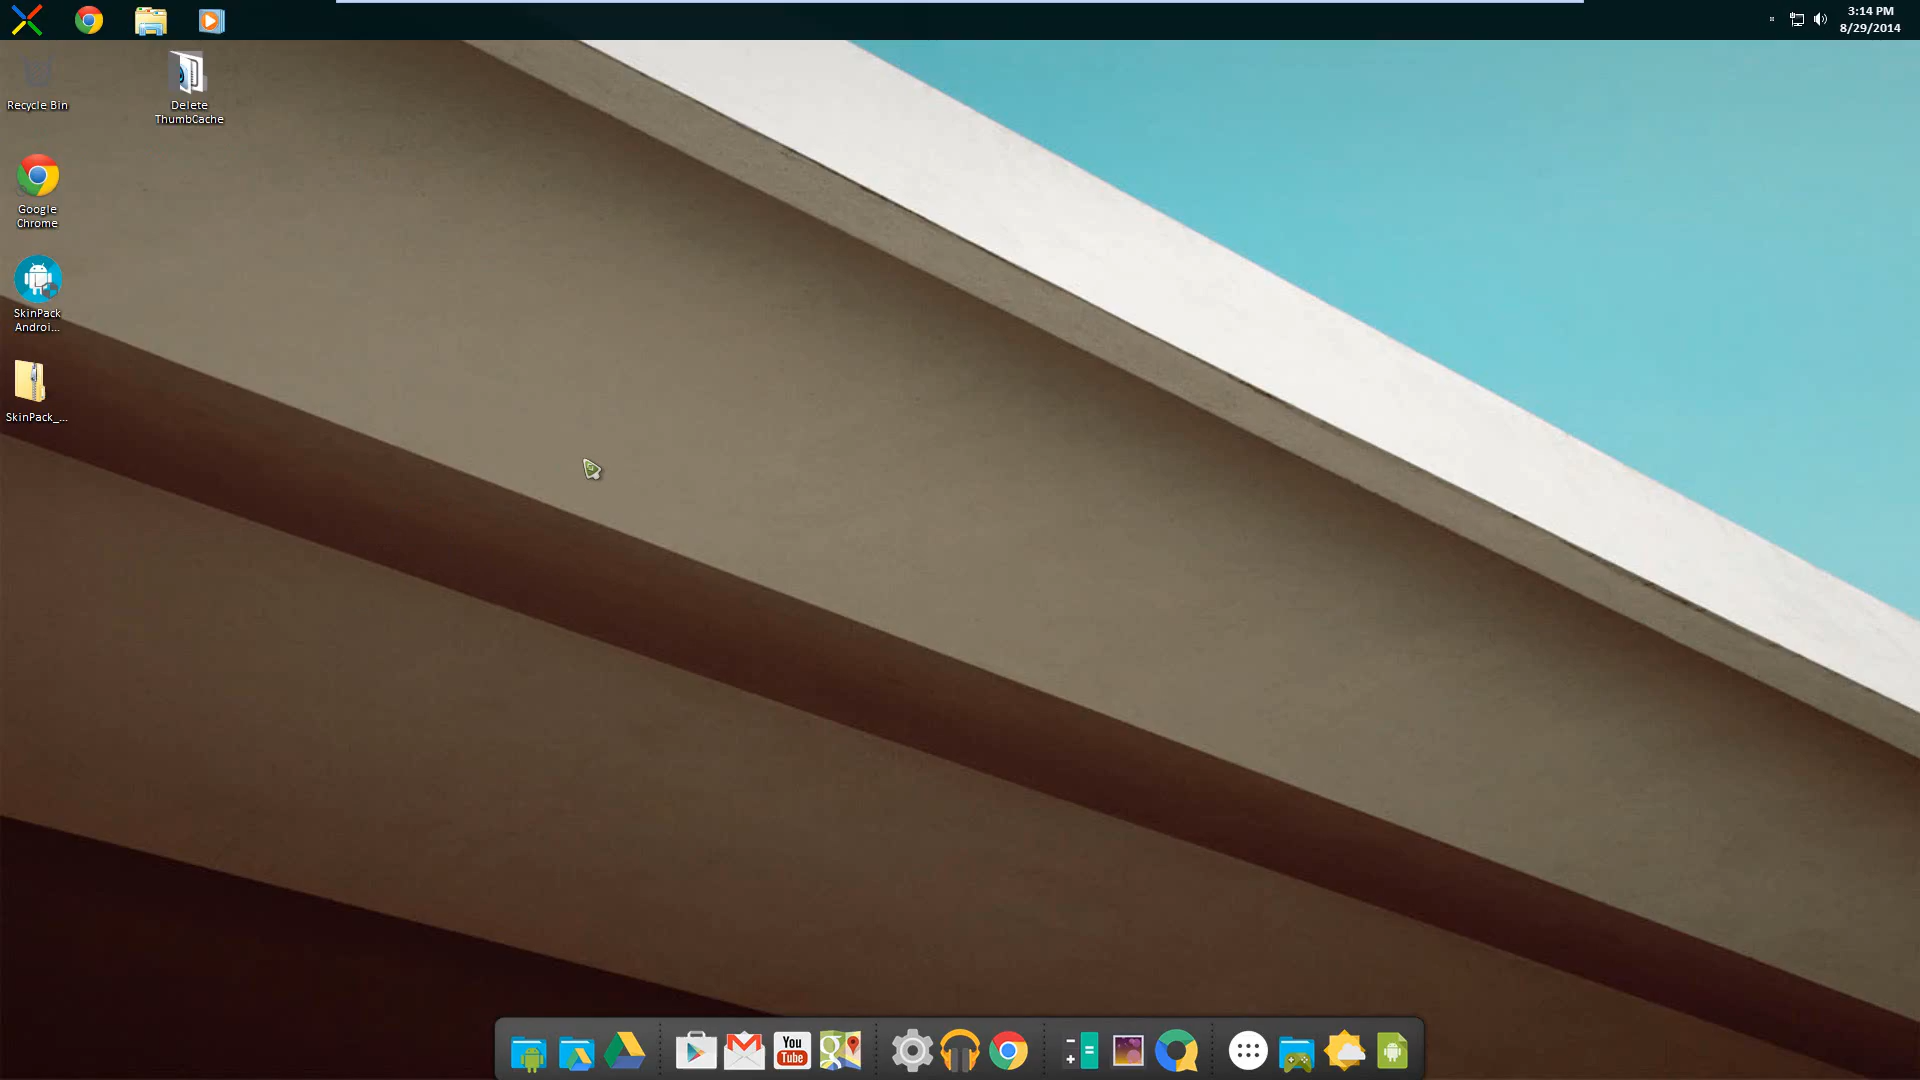 3:14 PM
8/29/2014
Recycle Bin
Delete
ThumbCache
Google
Chrome
SkinPack
Androi...
SkinPack_...
You
Tube
g